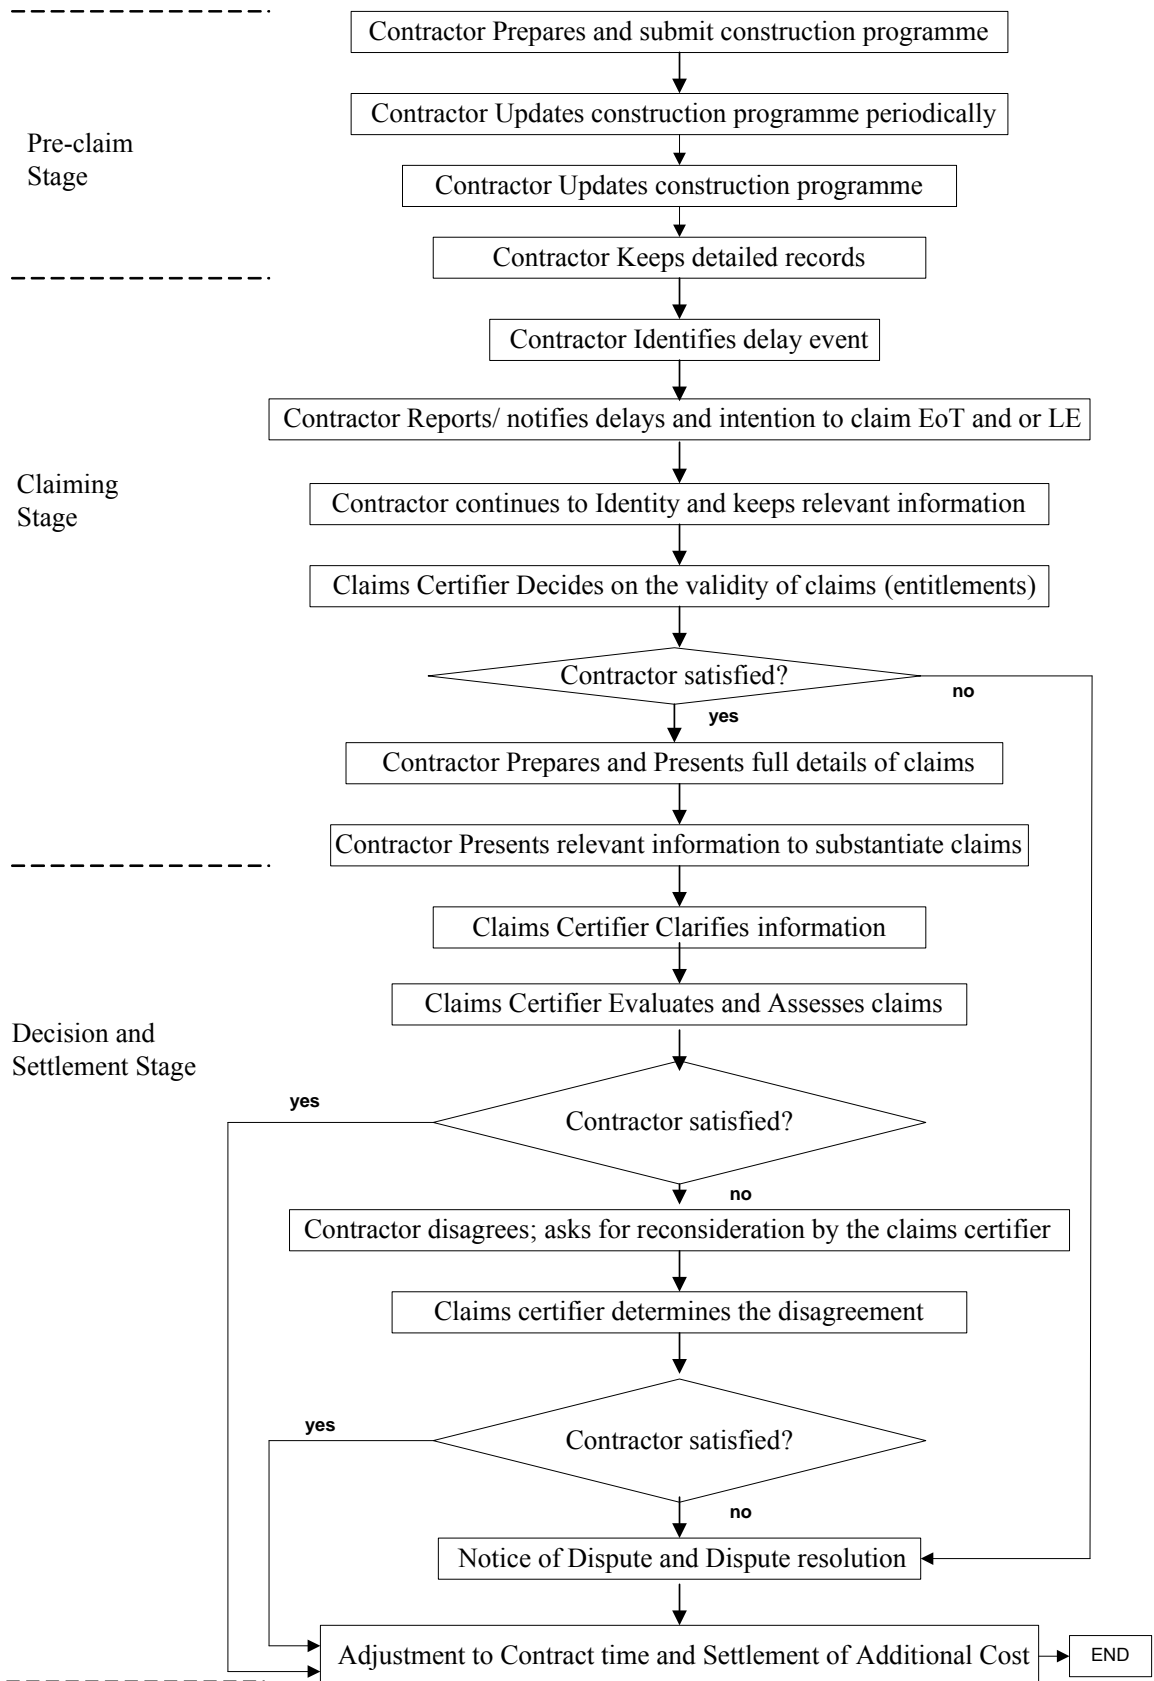 Contractor Prepares and submit construction programme
Contractor Updates construction programme periodically
Pre-claim
Stage
Contractor Updates construction programme
Contractor Keeps detailed records
Contractor Identifies delay event
Contractor Reports/ notifies delays and intention to claim EoT and or LE
Claiming
Stage
Contractor continues to Identity and keeps relevant information
Claims Certifier Decides on the validity of claims (entitlements)
Contractor satisfied?
no
yes
Contractor Prepares and Presents full details of claims
Contractor Presents relevant information to substantiate claims
Claims Certifier Clarifies information
Claims Certifier Evaluates and Assesses claims
Decision and
Settlement Stage
yes
Contractor satisfied?
no
Contractor disagrees; asks for reconsideration by the claims certifier
Claims certifier determines the disagreement
yes
Contractor satisfied?
no
Notice of Dispute and Dispute resolution
Adjustment to Contract time and Settlement of Additional Cost
END